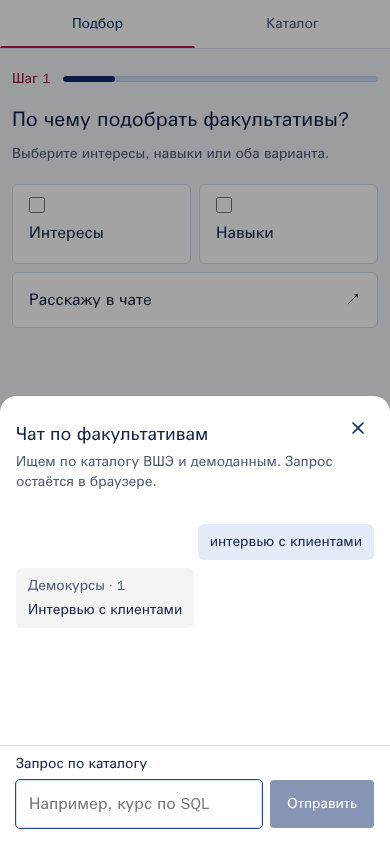 Подбор
Каталог
Шаг 1
По чему подобрать факультативы?
Выберите интересы, навыки или оба варианта.
Интересы
Навыки
Расскажу в чате
Чат по факультативам
Ищем по каталогу ВШЭ и демоданным. Запрос
остаётся в браузере.
интервью с клиентами
Демокурсы · 1
Интервью с клиентами
Запрос по каталогу
Например, курс по SQL
Отправить